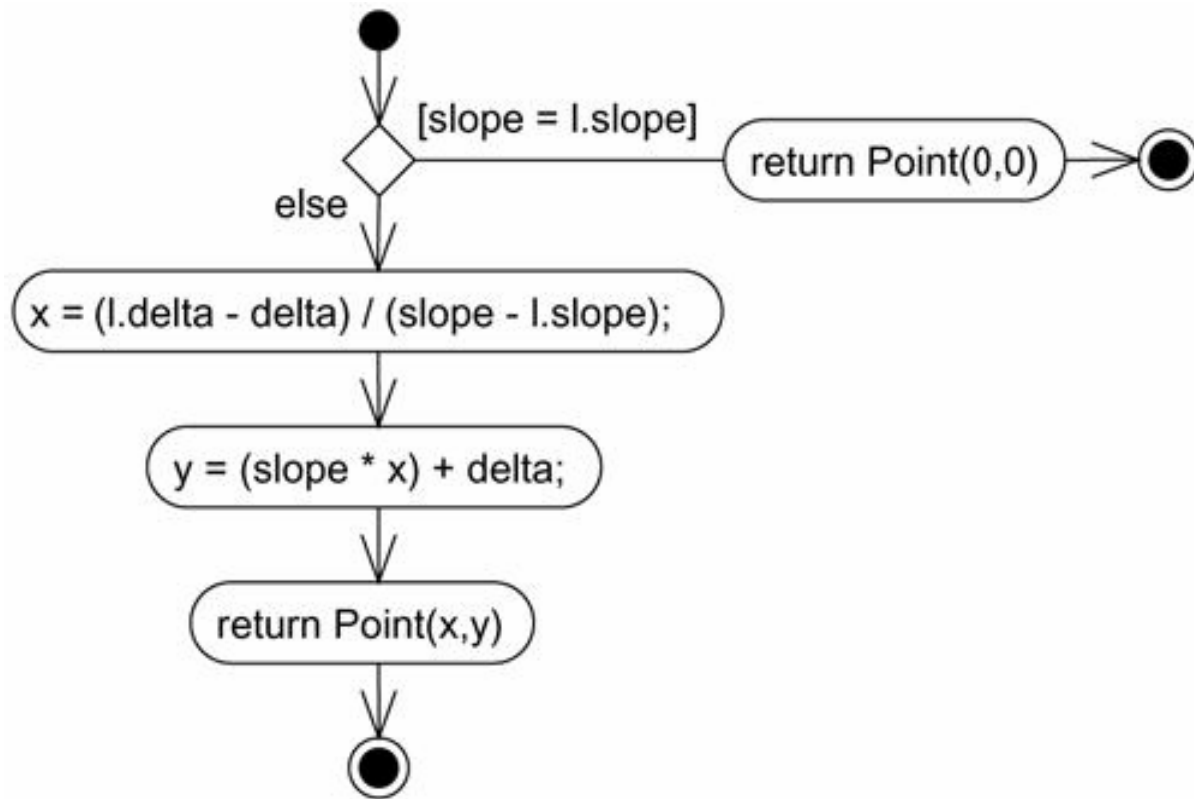 [slope = l.slope]
return Point(0,0)
else
x = (l.delta - delta) / (slope - l.slope);
y = (slope * x) + delta;
return Point(x,y)